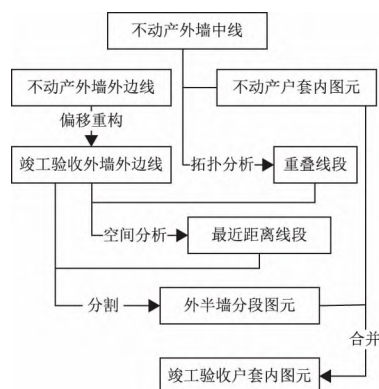 不动产外墙中线
不动产外墙外边线
不动产户套内图元
偏移重构
竣工验收外墙外边线
拓扑分析
重叠线段
空间分析
最近距离线段
分割
外半墙分段图元
合并
竣工验收户套内图元